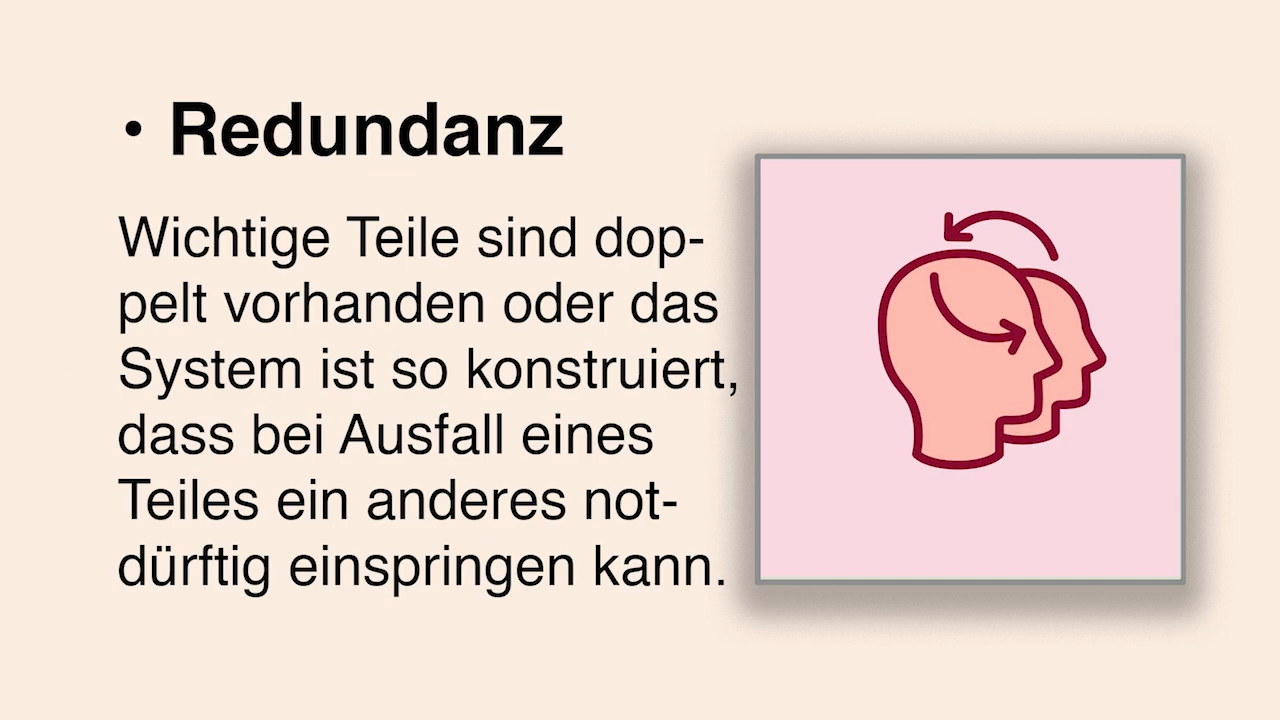 • Redundanz
Wichtige Teile sind dop-
pelt vorhanden oder das
System ist so konstruiert,
dass bei Ausfall eines
Teiles ein anderes not-
dürftig einspringen kann.